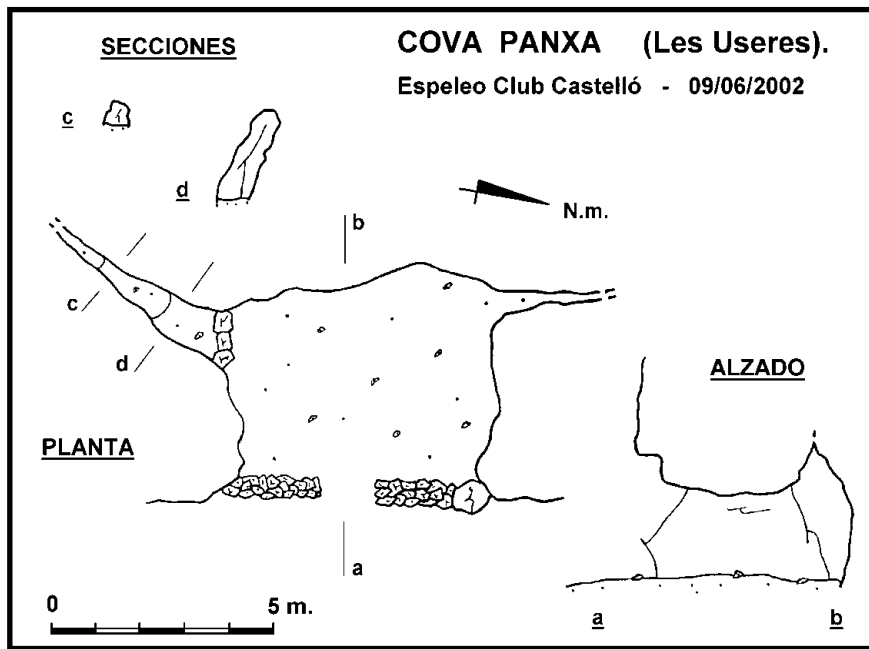 SECCIONES
COVA PANXA (Les Useres).
Espeleo Club Castelló - 09/06/2002
c
d
N.m.
b
c
d
ALZADO
PLANTA
a
0 5 m.
a b